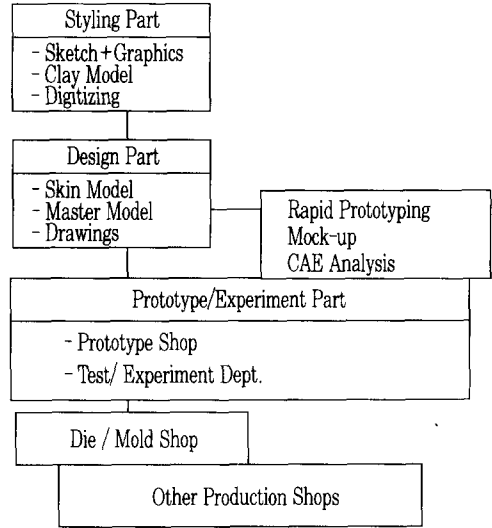 Styling Part
- Sketch+Graphics
- Clay Model
- Digitizing
Design Part
- Skin Model
- Master Model
- Drawings
Rapid Prototyping
Mock-up
CAE Analysis
Prototype/Experiment Part
- Prototype Shop
- Test/ Experiment Dept.
Die / Mold Shop
Other Production Shops